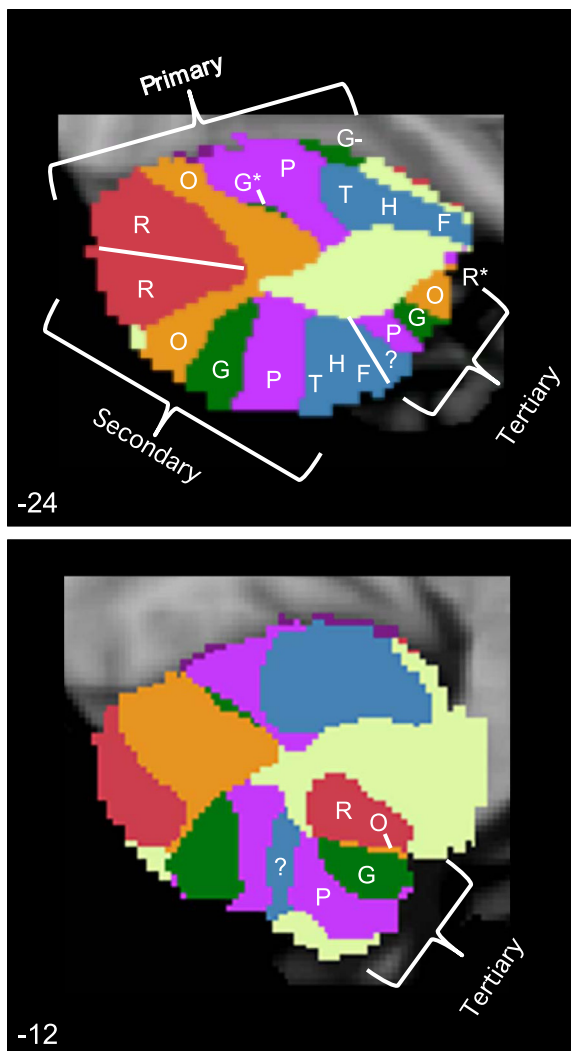 Primary
G-
O
P
G*
T
H
F
R
R
R*
O
G
P
?
O
G
P
T
H
F
Secondary
Tertiary
-24
R
O
?
G
P
Tertiary
-12